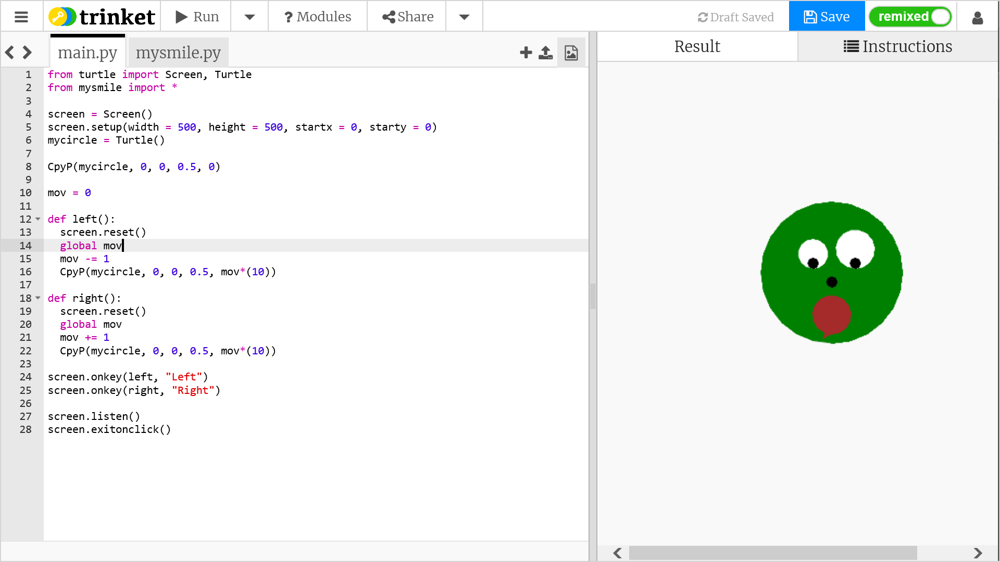 trinket
Run
? Modules
Share
Draft Saved
Save
remixed
main.py
mysmile.py
Result
Instructions
1 from turtle import Screen, Turtle
2 from mysmile import *
3
4 screen = Screen()
5 screen.setup(width = 500, height = 500, startx = 0, starty = 0)
6 mycircle = Turtle()
7
8 CpyP(mycircle, 0, 0, 0.5, 0)
9
10 mov = 0
11
12 def left():
13   screen.reset()
14   global mov
15   mov -= 1
16   CpyP(mycircle, 0, 0, 0.5, mov*(10))
17
18 def right():
19   screen.reset()
20   global mov
21   mov += 1
22   CpyP(mycircle, 0, 0, 0.5, mov*(10))
23
24 screen.onkey(left, "Left")
25 screen.onkey(right, "Right")
26
27 screen.listen()
28 screen.exitonclick()